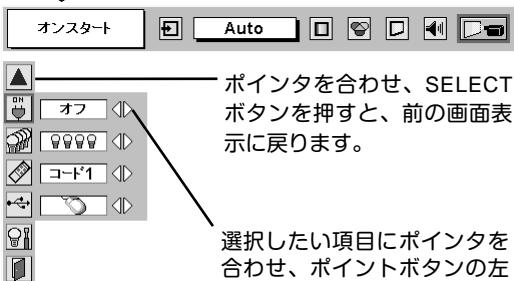 オンスタート
Auto
ポインタを合わせ、SELECT
ボタンを押すと、前の画面表
示に戻ります。
ON
オフ
コード1
選択したい項目にポインタを
合わせ、ポイントボタンの左